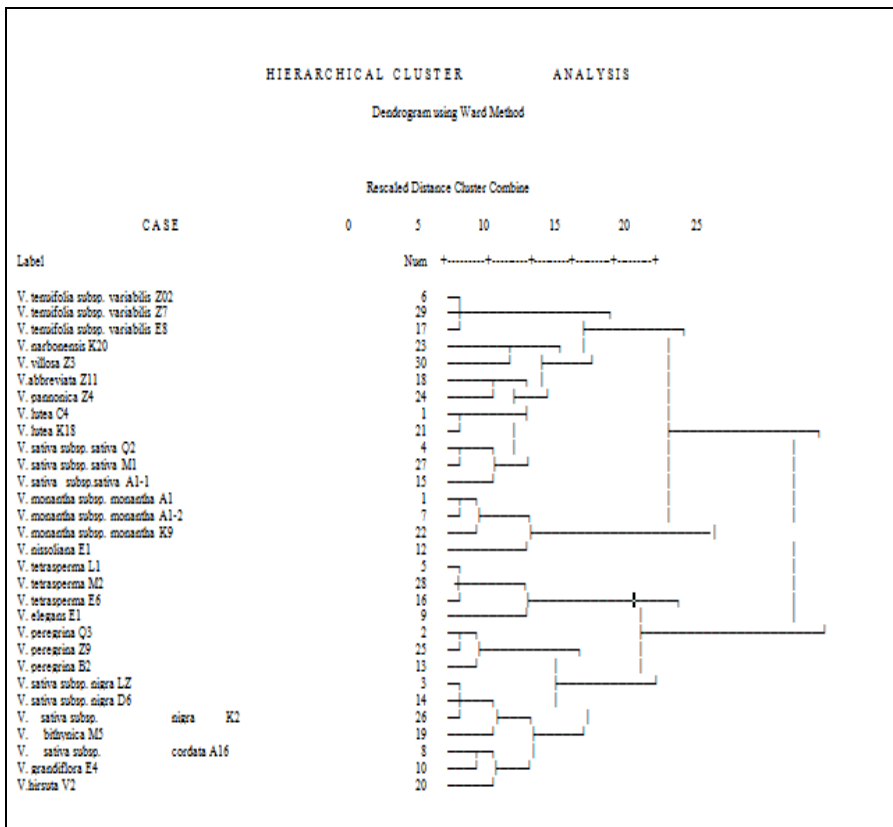 HIERARCHICAL CLUSTER ANALYSIS
Dendrogram using Ward Method
Rescaled Distance Cluster Combine
CASE 0 5 10 15 20 25
Label Num +---------+---------+---------+---------+---------+
V. tenuifolia subsp. variabilis Z02 6
V. tenuifolia subsp. variabilis Z7 29
V. tenuifolia subsp. variabilis E8 17
V. narbonensis K20 23
V. villosa Z3 30
V.abbreviata Z11 18
V. pannonica Z4 24
V. lutea C4 1
V. lutea K18 21
V. sativa subsp. sativa Q2 4
V. sativa subsp. sativa M1 27
V. sativa subsp.sativa A1-1 15
V. monantha subsp. monantha A1 1
V. monantha subsp. monantha A1-2 7
V. monantha subsp. monantha K9 22
V. nissoliana E1 12
V. tetrasperma L1 5
V. tetrasperma M2 28
V. tetrasperma E6 16
V. elegans E1 9
V. peregrina Q3 2
V. peregrina Z9 25
V. peregrina B2 13
V. sativa subsp. nigra LZ 3
V. sativa subsp. nigra D6 14
V. sativa subsp. nigra K2 26
V. bithynica M5 19
V. sativa subsp. cordata A16 8
V. grandiflora E4 10
V.hirsuta V2 20